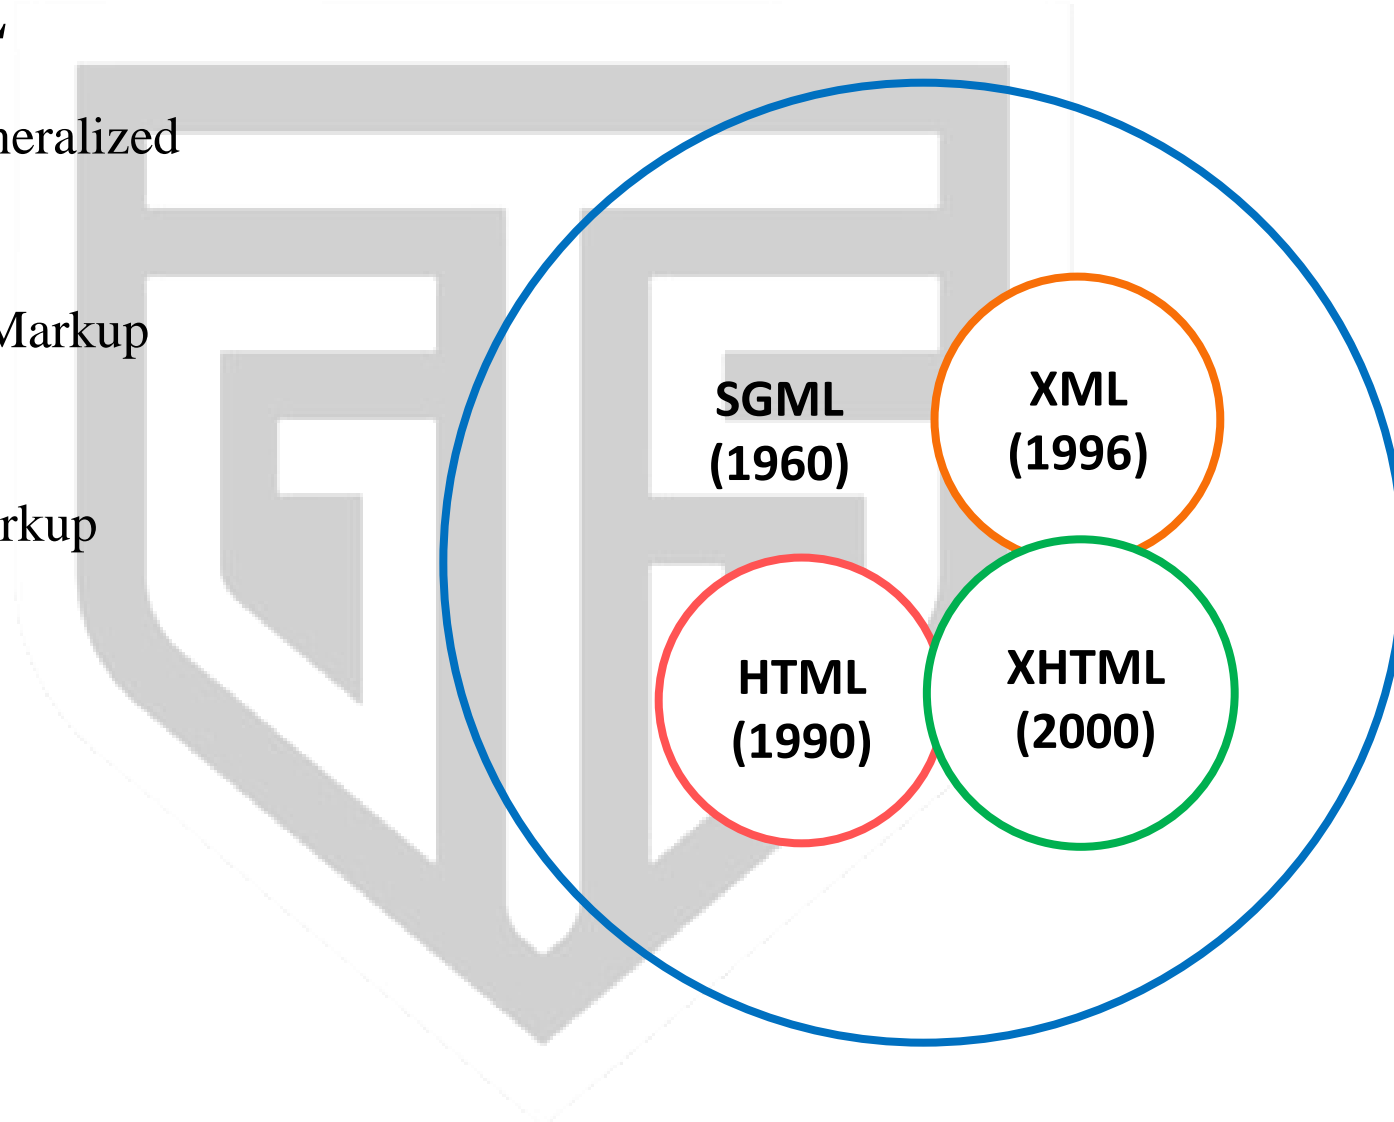 neralized
Markup
rkup
SGML
(1960)
XML
(1996)
HTML
(1990)
XHTML
(2000)